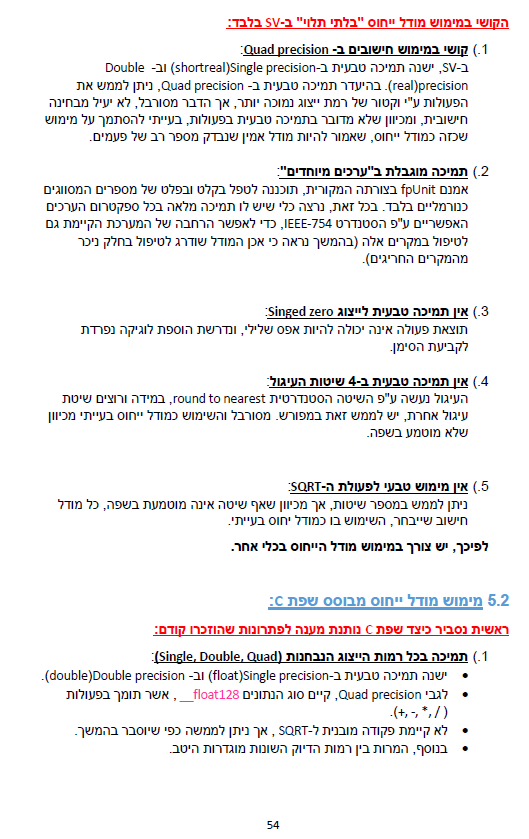 הקושי במימוש מודל ייחוס "בלתי תלוי" ב-SV בלבד:
1.) קושי במימוש חישובים ב- Quad precision:
ב-SV, ישנה תמיכה טבעית ב-Single precision(shortreal) וב- Double
precision(real). בהיעדר תמיכה טבעית ב- Quad precision, ניתן לממש את
הפעולות ע"י וקטור של רמת ייצוג נמוכה יותר, אך הדבר מסורבל, לא יעיל מבחינה
חישובית, ומכיוון שלא מדובר בתמיכה טבעית בפעולות, בעייתי להסתמך על מימוש
שכזה כמודל ייחוס, שאמור להיות מודל אמין שנבדק מספר רב של פעמים.
2.) תמיכה מוגבלת ב"ערכים מיוחדים":
אמנם fpUnit בצורתה המקורית, תוכננה לטפל בקלט ובפלט של מספרים המסווגים
כנורמליים בלבד. בכל זאת, נרצה כלי שיש לו תמיכה מלאה בכל ספקטרום הערכים
האפשריים ע"פ הסטנדרט IEEE-754, כדי לאפשר הרחבה של המערכת הקיימת גם
לטיפול במקרים אלה (בהמשך נראה כי אכן המודל שודרג לטיפול בחלק ניכר
מהמקרים החריגים).
3.) אין תמיכה טבעית לייצוג Singed zero:
תוצאת פעולה אינה יכולה להיות אפס שלילי, ונדרשת הוספת לוגיקה נפרדת
לקביעת הסימן.
4.) אין תמיכה טבעית ב-4 שיטות העיגול:
העיגול נעשה ע"פ השיטה הסטנדרטית round to nearest, במידה ורוצים שיטת
עיגול אחרת, יש לממש זאת במפורש. מסורבל והשימוש כמודל ייחוס בעייתי מכיוון
שלא מוטמע בשפה.
5.) אין מימוש טבעי לפעולת ה-SQRT:
ניתן לממש במספר שיטות, אך מכיוון שאף שיטה אינה מוטמעת בשפה, כל מודל
חישוב שייבחר, השימוש בו כמודל יחוס בעייתי.
לפיכך, יש צורך במימוש מודל הייחוס בכלי אחר.
5.2 מימוש מודל ייחוס מבוסס שפת C:
ראשית נסביר כיצד שפת C נותנת מענה לפתרונות שהוזכרו קודם:
1.) תמיכה בכל רמות הייצוג הנבחנות (Single, Double, Quad):
• ישנה תמיכה טבעית ב-Single precision(float) וב- Double precision(double).
• לגבי Quad precision, קיים סוג הנתונים __float128 , אשר תומך בפעולות
(+, -, *, / ).
• לא קיימת פקודה מובנית ל-SQRT , אך ניתן לממשה כפי שיוסבר בהמשך.
• בנוסף, המרות בין רמות הדיוק השונות מוגדרות היטב.
54